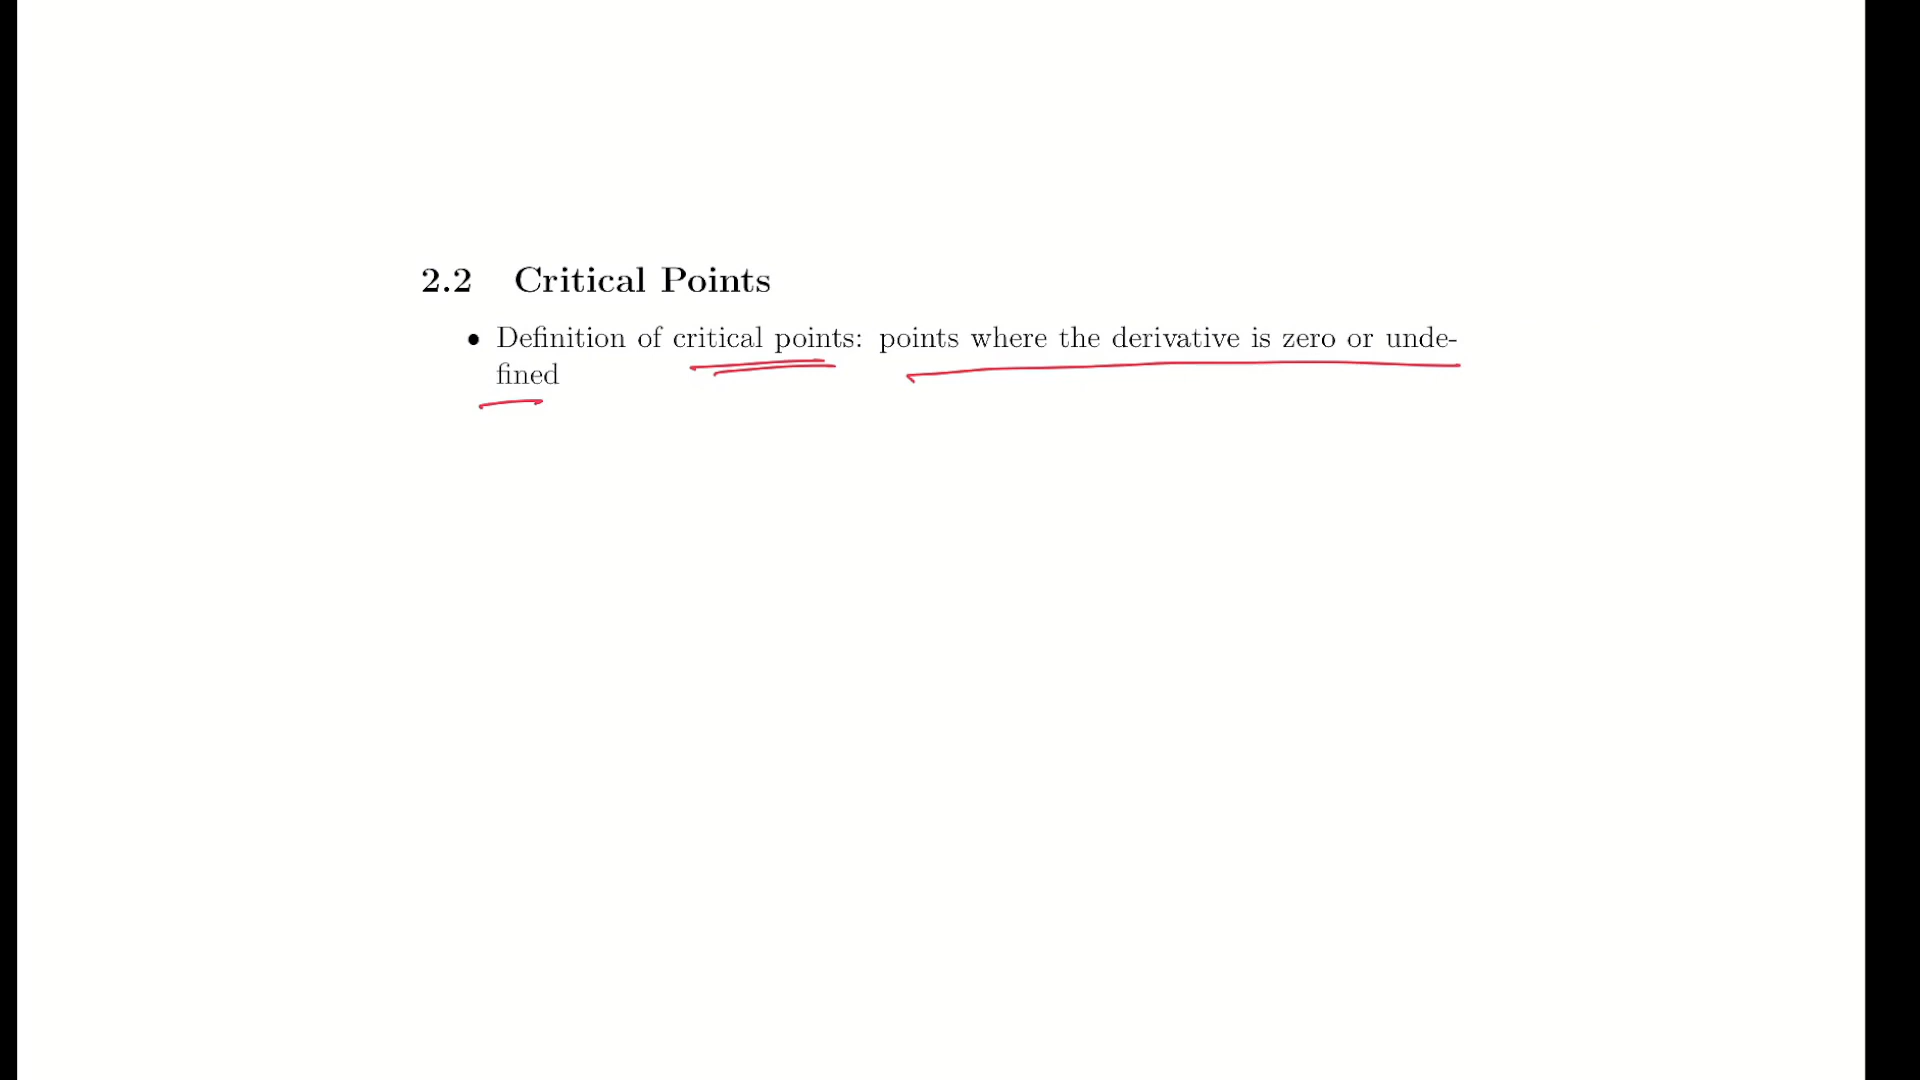 2.2 Critical Points
• Definition of critical points: points where the derivative is zero or unde-
fined